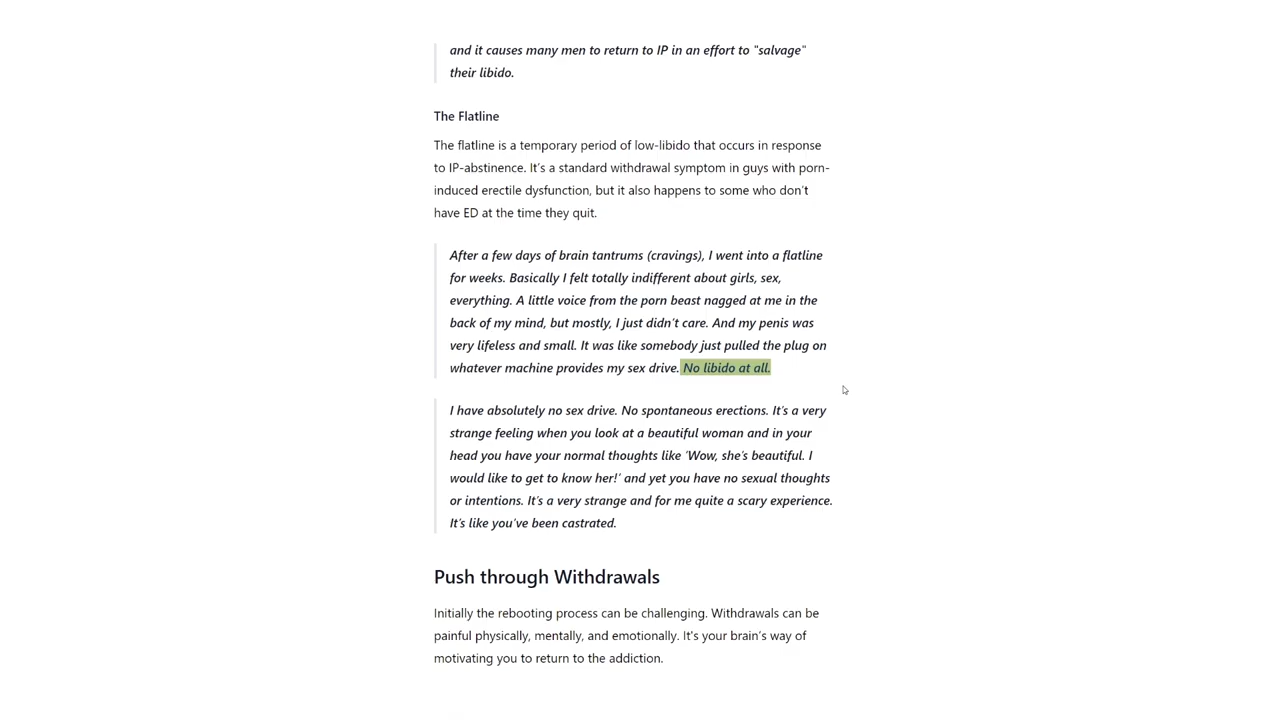 and it causes many men to return to IP in an effort to "salvage"
their libido.
The Flatline
The flatline is a temporary period of low-libido that occurs in response
to IP-abstinence. It's a standard withdrawal symptom in guys with porn-
induced erectile dysfunction, but it also happens to some who don't
have ED at the time they quit.
After a few days of brain tantrums (cravings), I went into a flatline
for weeks. Basically I felt totally indifferent about girls, sex,
everything. A little voice from the porn beast nagged at me in the
back of my mind, but mostly, I just didn't care. And my penis was
very lifeless and small. It was like somebody just pulled the plug on
whatever machine provides my sex drive. No libido at all.
I have absolutely no sex drive. No spontaneous erections. It's a very
strange feeling when you look at a beautiful woman and in your
head you have your normal thoughts like 'Wow, she's beautiful. I
would like to get to know her!' and yet you have no sexual thoughts
or intentions. It's a very strange and for me quite a scary experience.
It's like you've been castrated.
Push through Withdrawals
Initially the rebooting process can be challenging. Withdrawals can be
painful physically, mentally, and emotionally. It's your brain's way of
motivating you to return to the addiction.